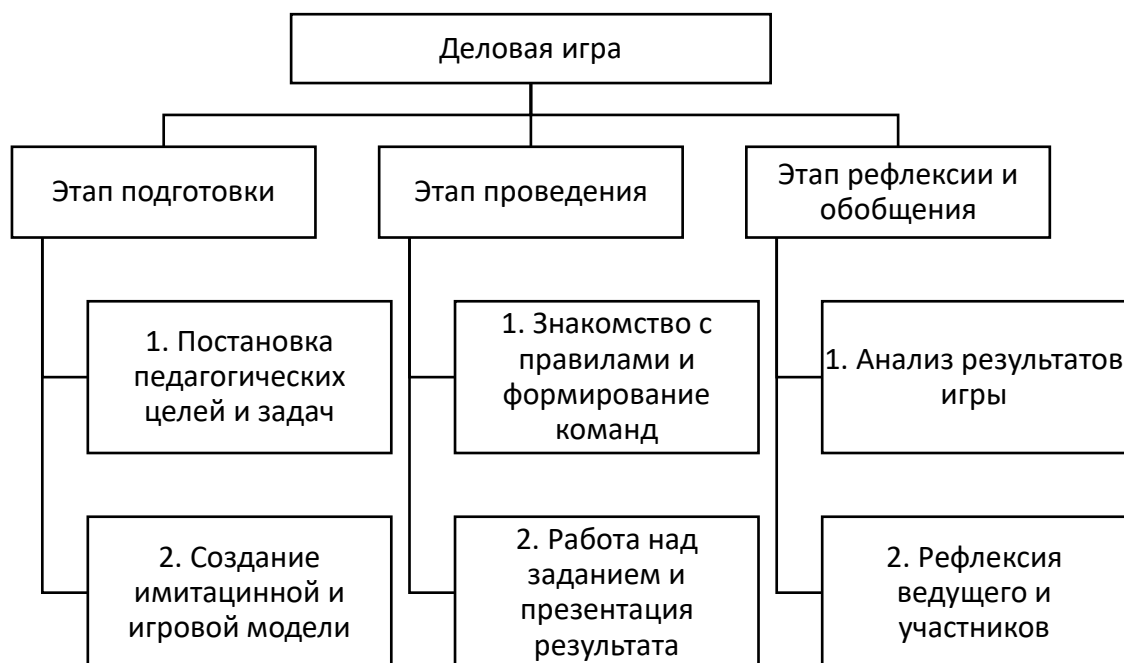 Деловая игра
Этап подготовки
1. Постановка
педагогических
целей и задач
2. Создание
имитацинной и
игровой модели
Этап проведения
1. Знакомство с
правилами и
формирование
команд
2. Работа над
заданием и
презентация
результата
Этап рефлексии и
обобщения
1. Анализ результатов
игры
2. Рефлексия
ведущего и
участников